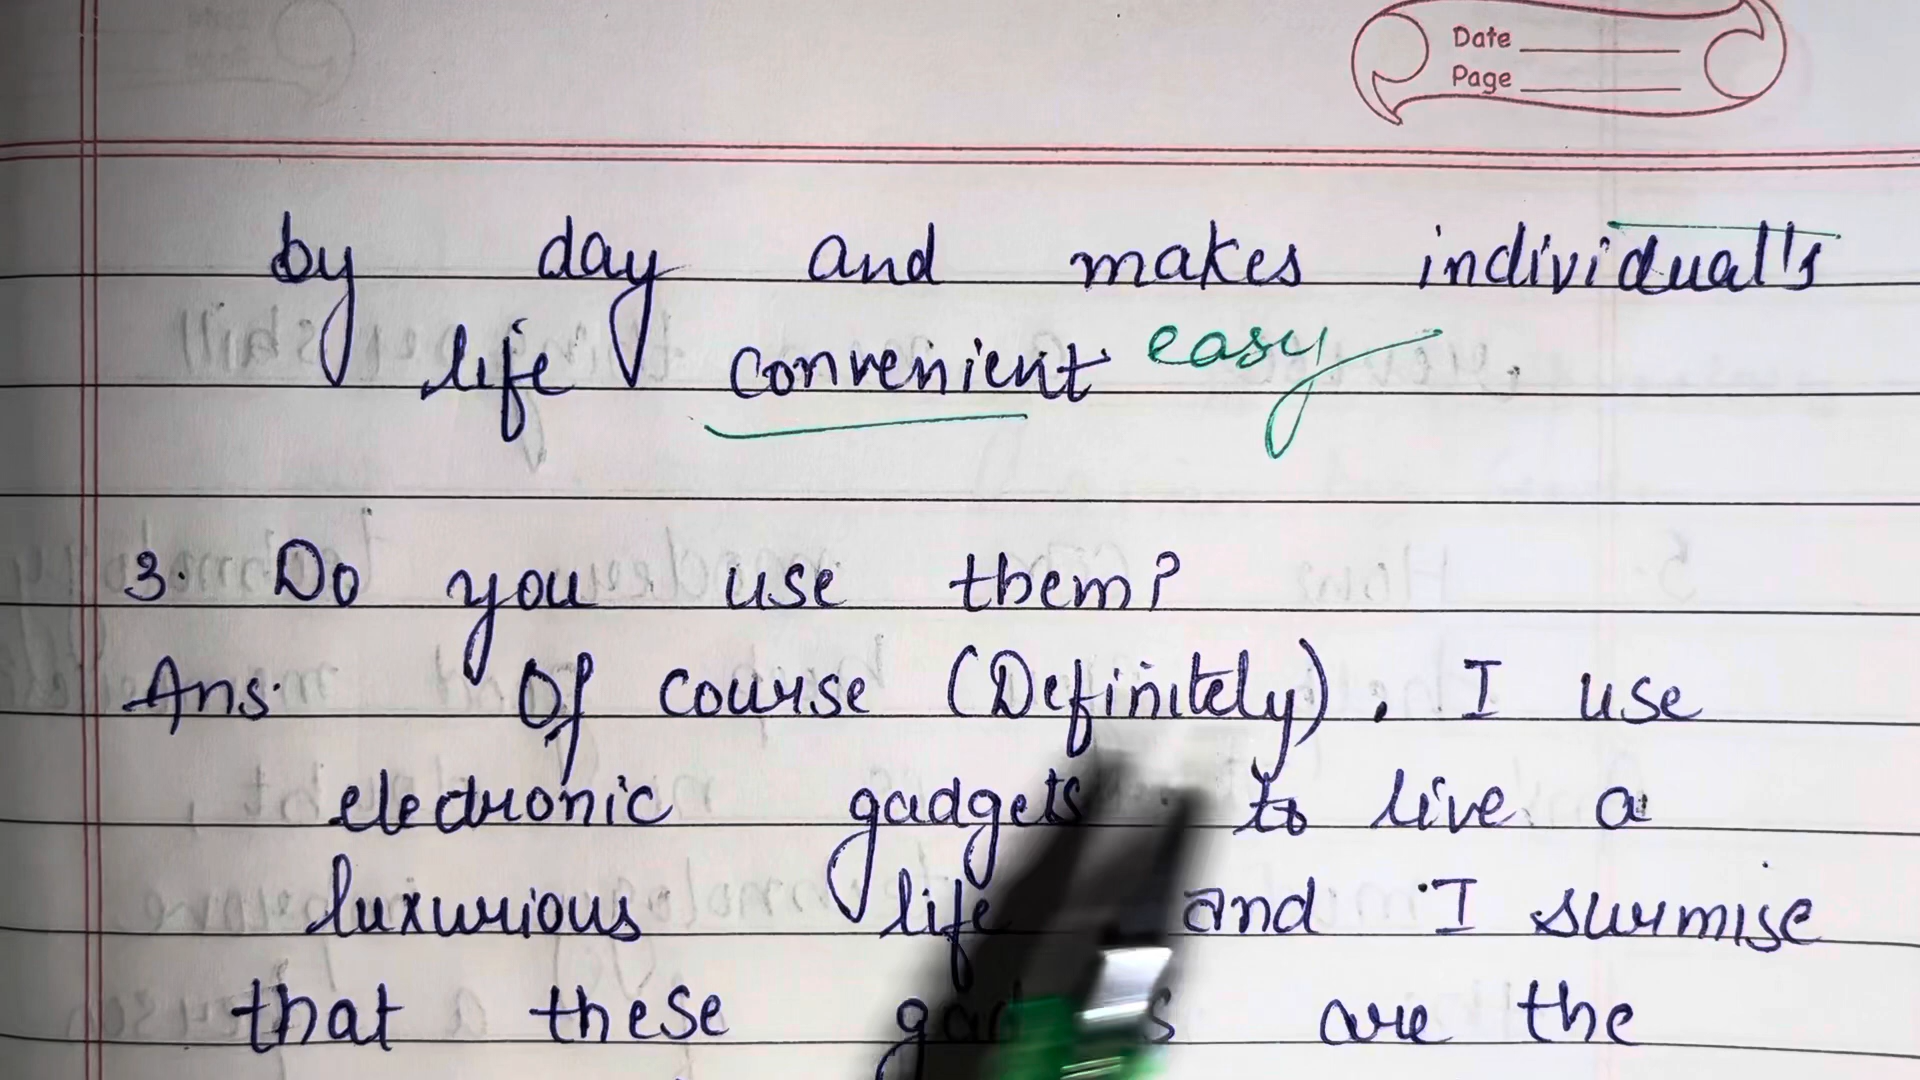 Date
Page
by day and makes individual's
life convenient easy
3. Do you use them?
Ans. Of course (Definitely). I use
electronic gadgets to live a
luxurious life and I surmise
that these are the